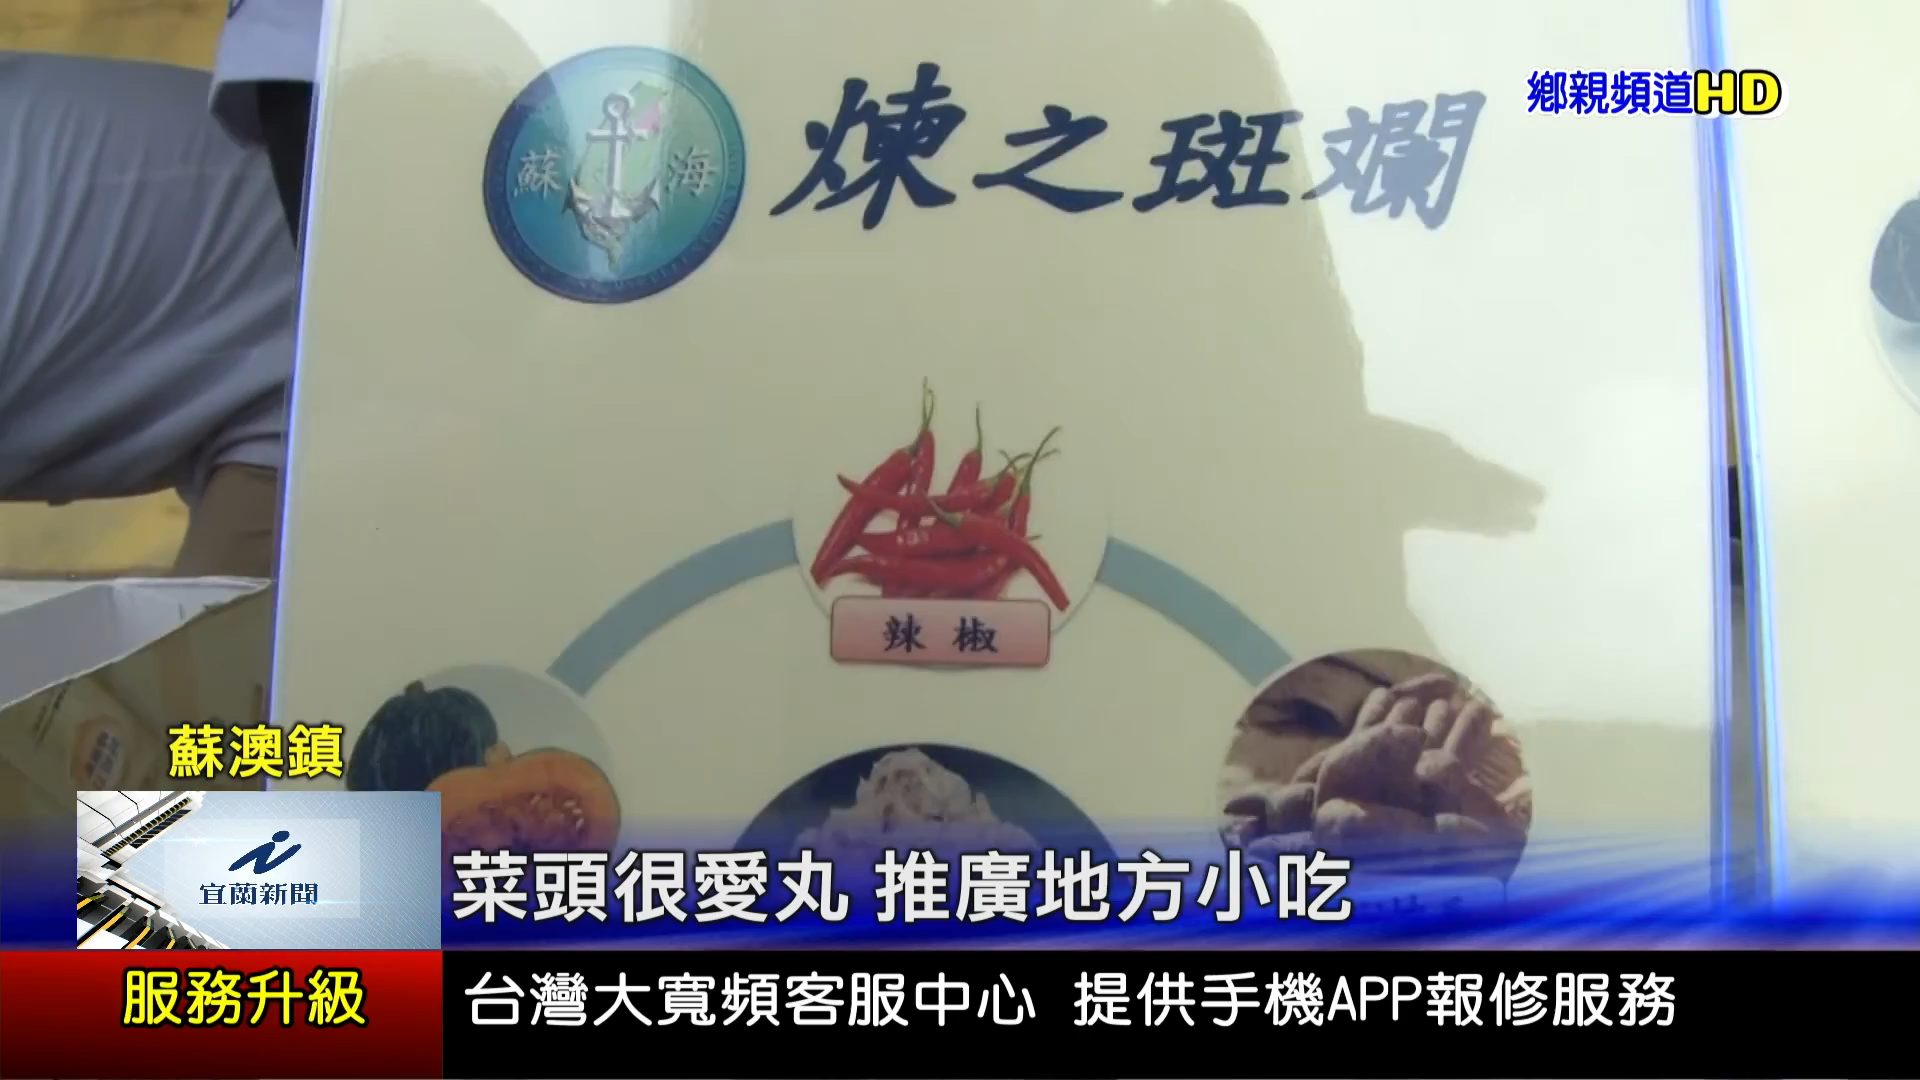 鄉親頻道HD
蘇 海
煉之斑斕
辣椒
蘇澳鎮
宜蘭新聞
菜頭很愛丸 推廣地方小吃
服務升級
台灣大寬頻客服中心 提供手機APP報修服務